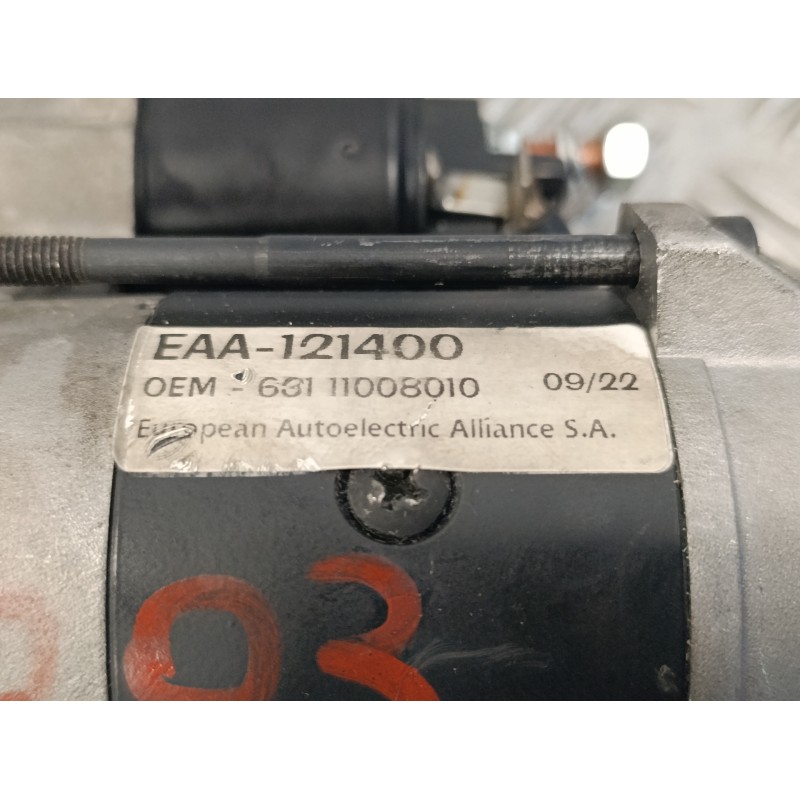 EAA-121400
OEM - 631 11008010 09/22
European Autoelectric Alliance S.A.
03